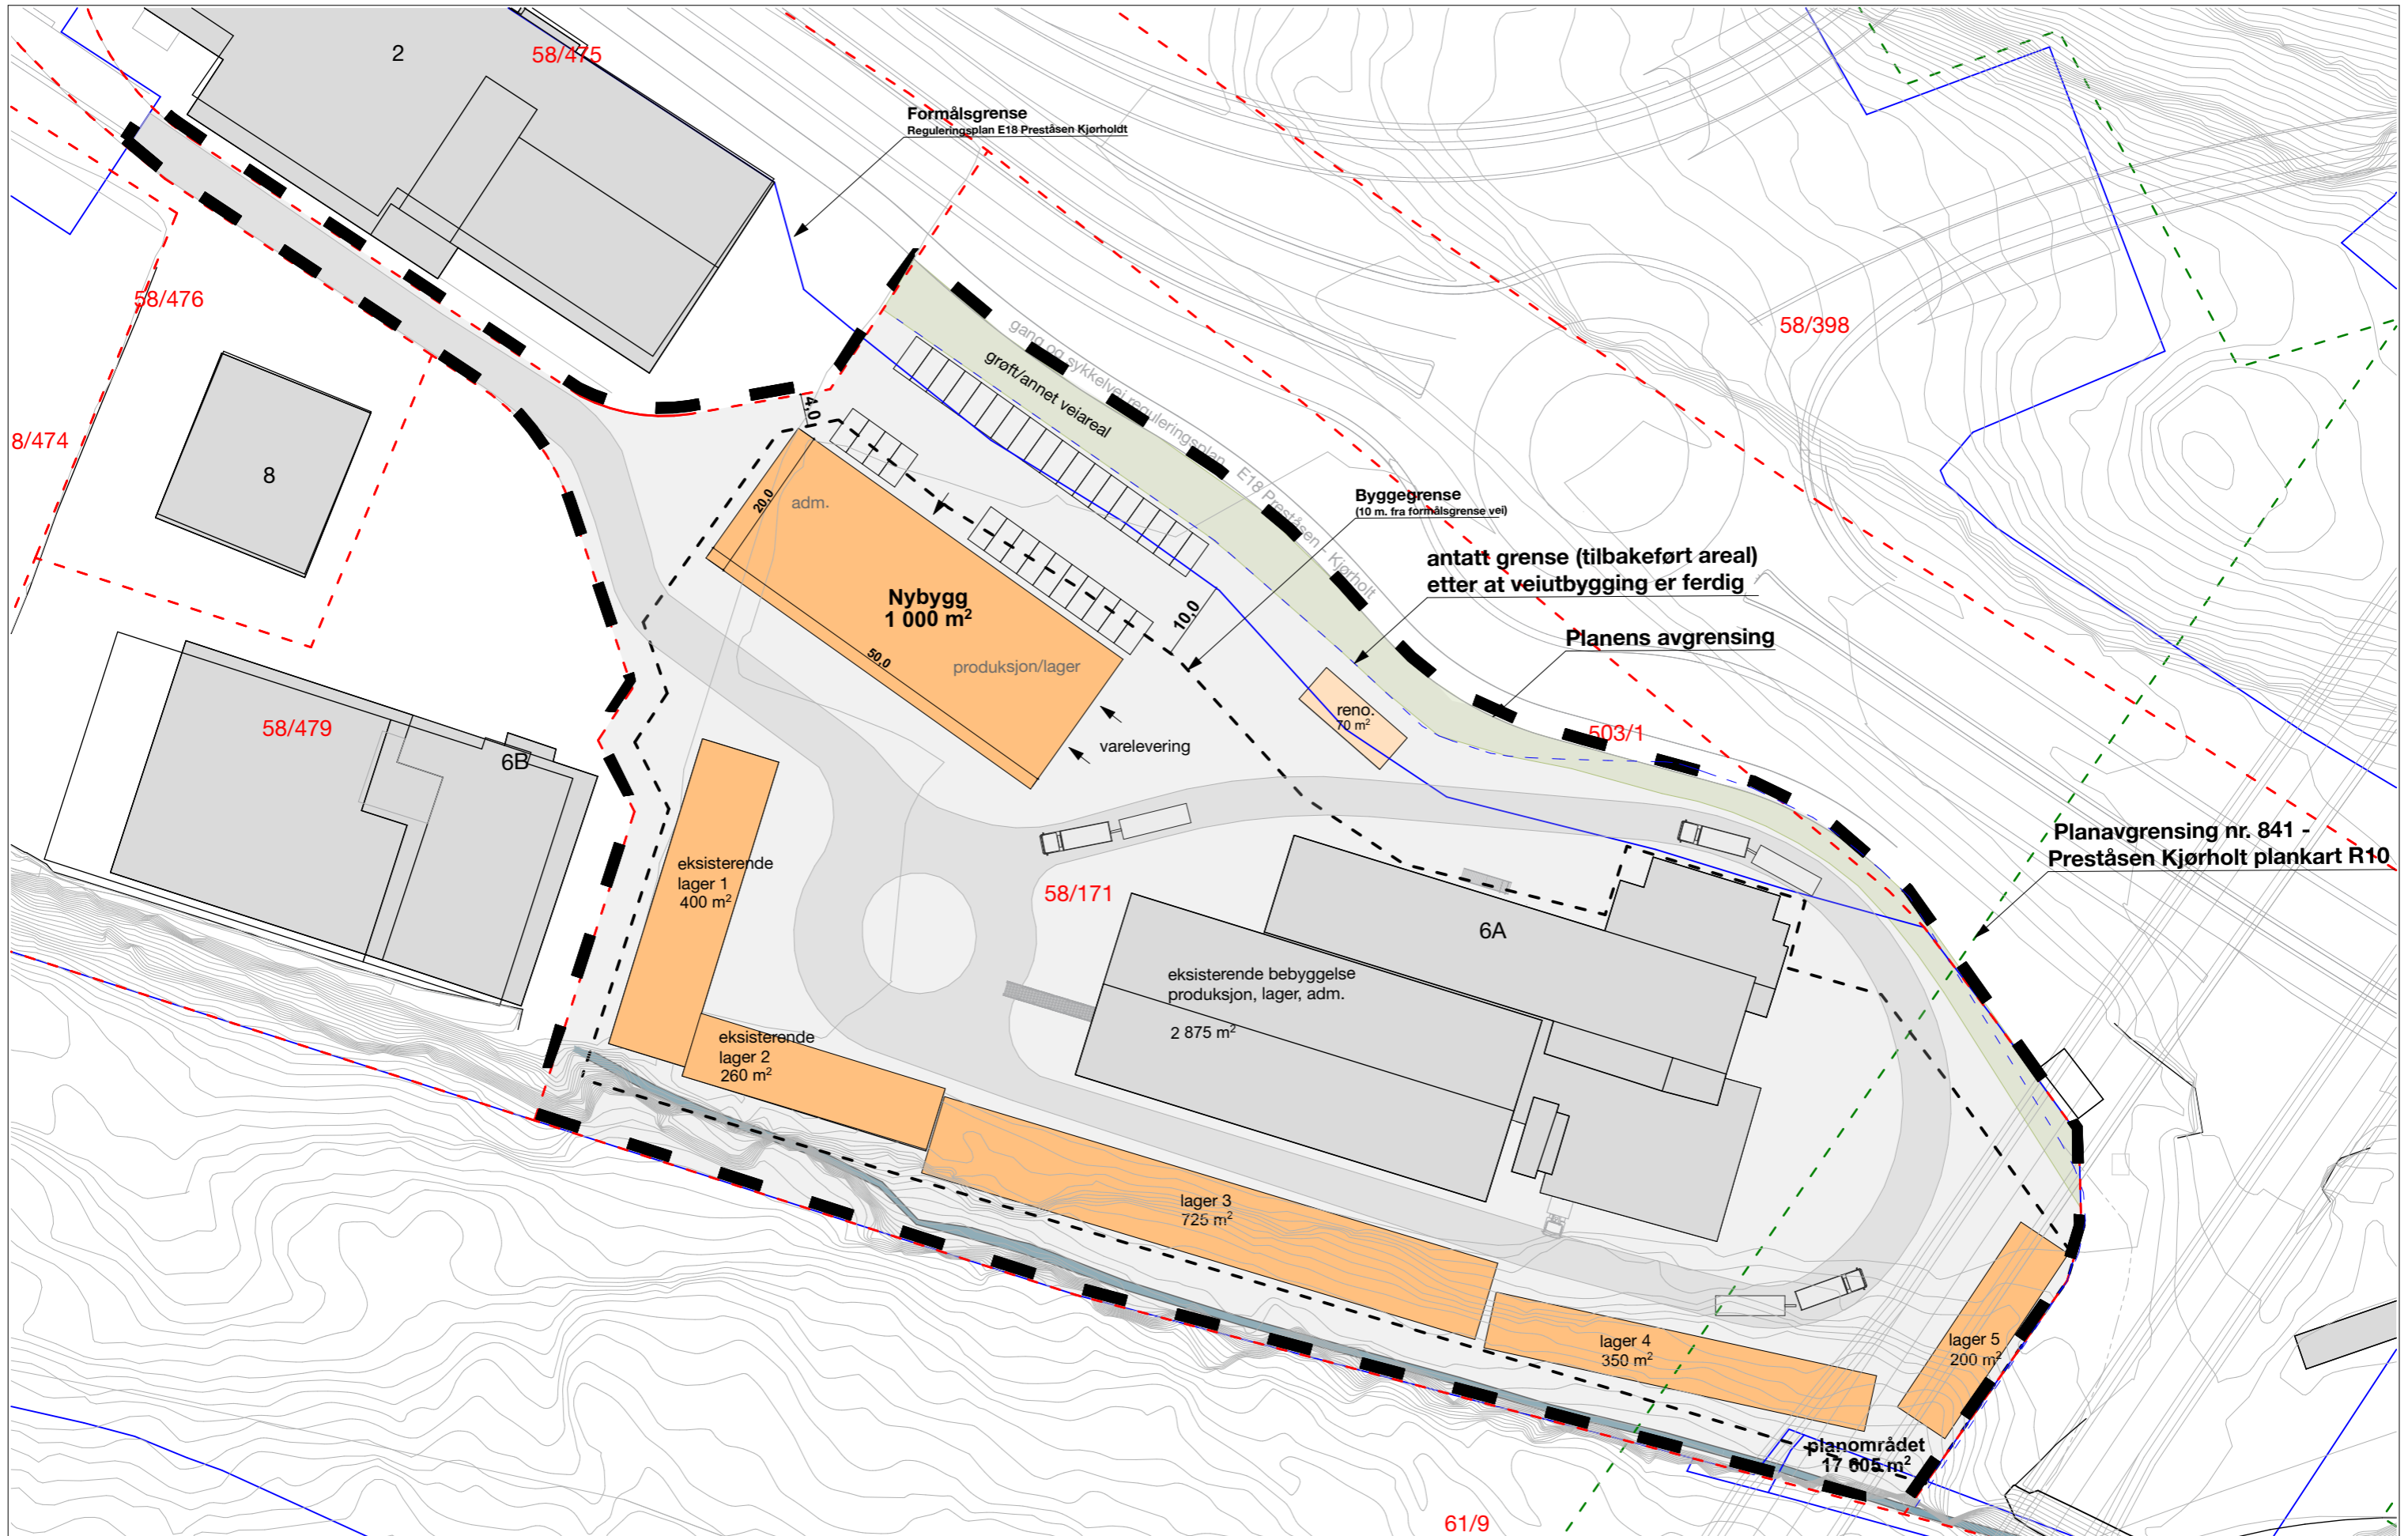 2
58/475
Formålsgrense
Reguleringsplan E18 Preståsen Kjørholdt
58/476
58/398
gang og sykkelvei reguleringsplan E18 Preståsen - Kjørholt
grøft/annet veiareal
4,0
8/474
8
20,0
adm.
Byggegrense
(10 m. fra formålsgrense vei)
antatt grense (tilbakeført areal)
etter at veiutbygging er ferdig
Nybygg
1 000 m²
10,0
Planens avgrensing
50,0
produksjon/lager
reno.
70 m²
58/479
503/1
varelevering
6B
Planavgrensing nr. 841 -
Preståsen Kjørholt plankart R10
eksisterende
lager 1
400 m²
58/171
6A
eksisterende bebyggelse
produksjon, lager, adm.
2 875 m²
eksisterende
lager 2
260 m²
lager 3
725 m²
lager 4
350 m²
lager 5
200 m²
planområdet
17 605 m²
61/9